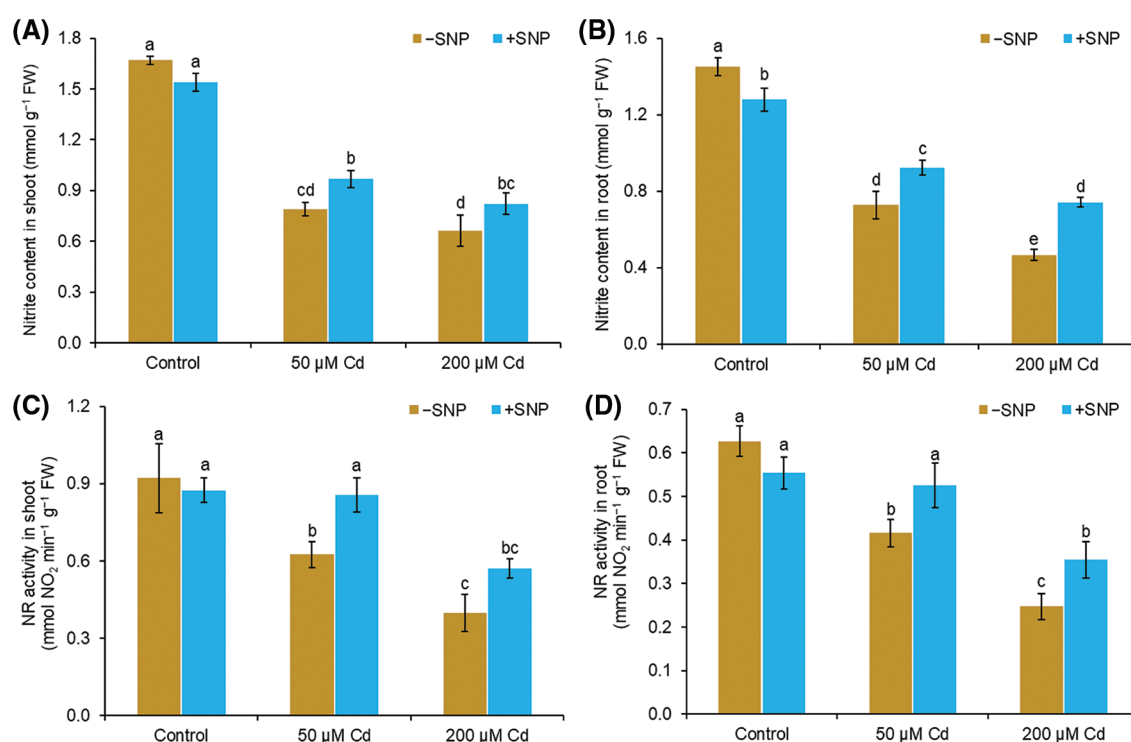 (A)
−SNP +SNP
Nitrite content in shoot (mmol g⁻¹ FW)
1.8
1.5
1.2
0.9
0.6
0.3
0.0
a
a
cd
b
d
bc
Control 50 µM Cd 200 µM Cd
(B)
−SNP +SNP
Nitrite content in root (mmol g⁻¹ FW)
1.6
1.2
0.8
0.4
0.0
a
b
d
c
e
d
Control 50 µM Cd 200 µM Cd
(C)
−SNP +SNP
NR activity in shoot
(mmol NO₂ min⁻¹ g⁻¹ FW)
1.2
0.9
0.6
0.3
0.0
a
a
b
a
c
bc
Control 50 µM Cd 200 µM Cd
(D)
−SNP +SNP
NR activity in root
(mmol NO₂ min⁻¹ g⁻¹ FW)
0.7
0.6
0.5
0.4
0.3
0.2
0.1
0.0
a
a
b
a
c
b
Control 50 µM Cd 200 µM Cd